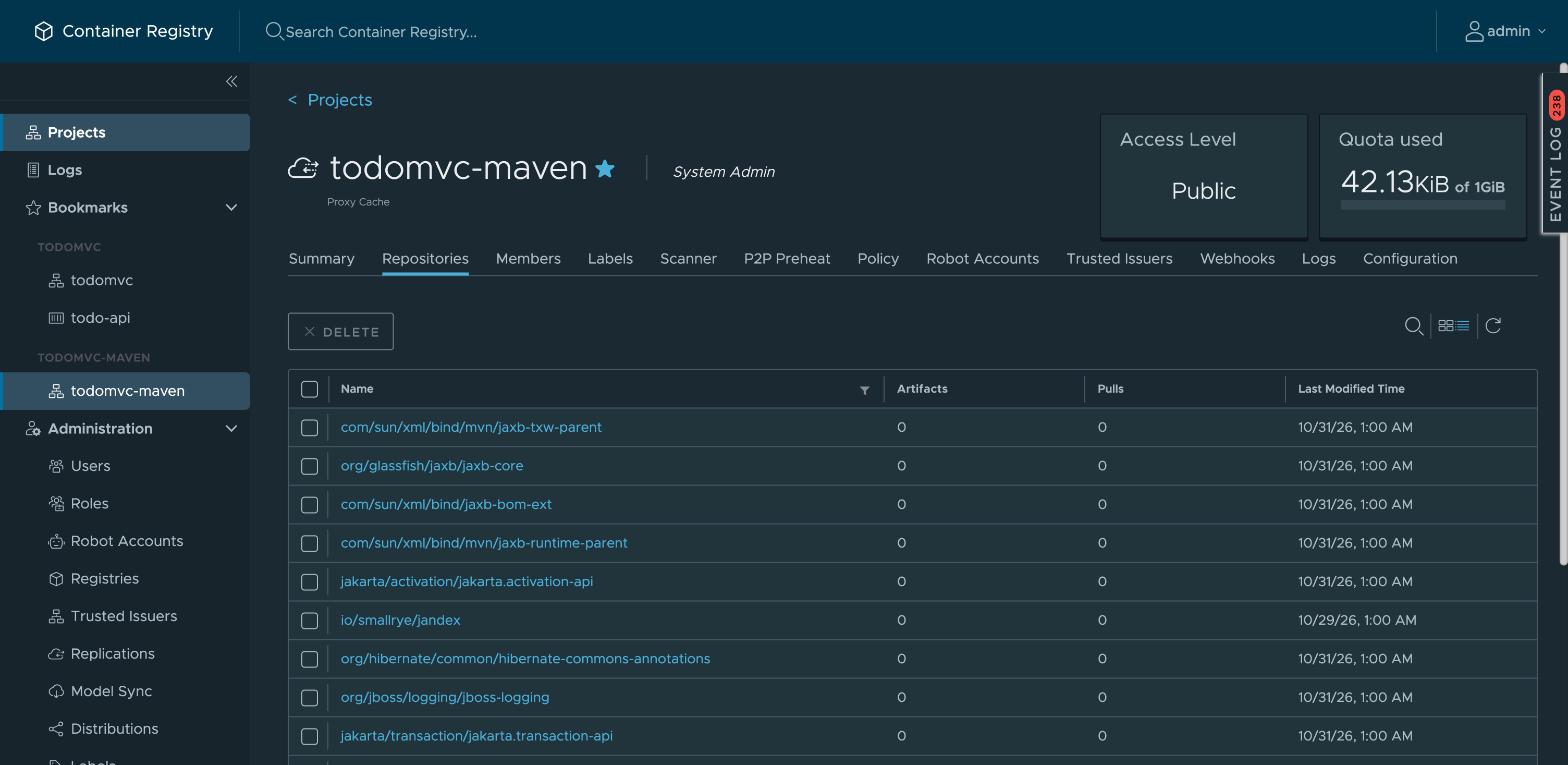 Container Registry
Search Container Registry...
admin
Projects
Logs
Bookmarks
TODOMVC
todomvc
todo-api
TODOMVC-MAVEN
todomvc-maven
Administration
Users
Roles
Robot Accounts
Registries
Trusted Issuers
Replications
Model Sync
Distributions
Labels
< Projects
todomvc-maven
System Admin
Proxy Cache
Access Level
Public
Quota used
42.13KiB of 1GiB
EVENT LOG 238
Summary Repositories Members Labels Scanner P2P Preheat Policy Robot Accounts Trusted Issuers Webhooks Logs Configuration
DELETE
Name Artifacts Pulls Last Modified Time
com/sun/xml/bind/mvn/jaxb-txw-parent 0 0 10/31/26, 1:00 AM
org/glassfish/jaxb/jaxb-core 0 0 10/31/26, 1:00 AM
com/sun/xml/bind/jaxb-bom-ext 0 0 10/31/26, 1:00 AM
com/sun/xml/bind/mvn/jaxb-runtime-parent 0 0 10/31/26, 1:00 AM
jakarta/activation/jakarta.activation-api 0 0 10/31/26, 1:00 AM
io/smallrye/jandex 0 0 10/29/26, 1:00 AM
org/hibernate/common/hibernate-commons-annotations 0 0 10/31/26, 1:00 AM
org/jboss/logging/jboss-logging 0 0 10/31/26, 1:00 AM
jakarta/transaction/jakarta.transaction-api 0 0 10/31/26, 1:00 AM